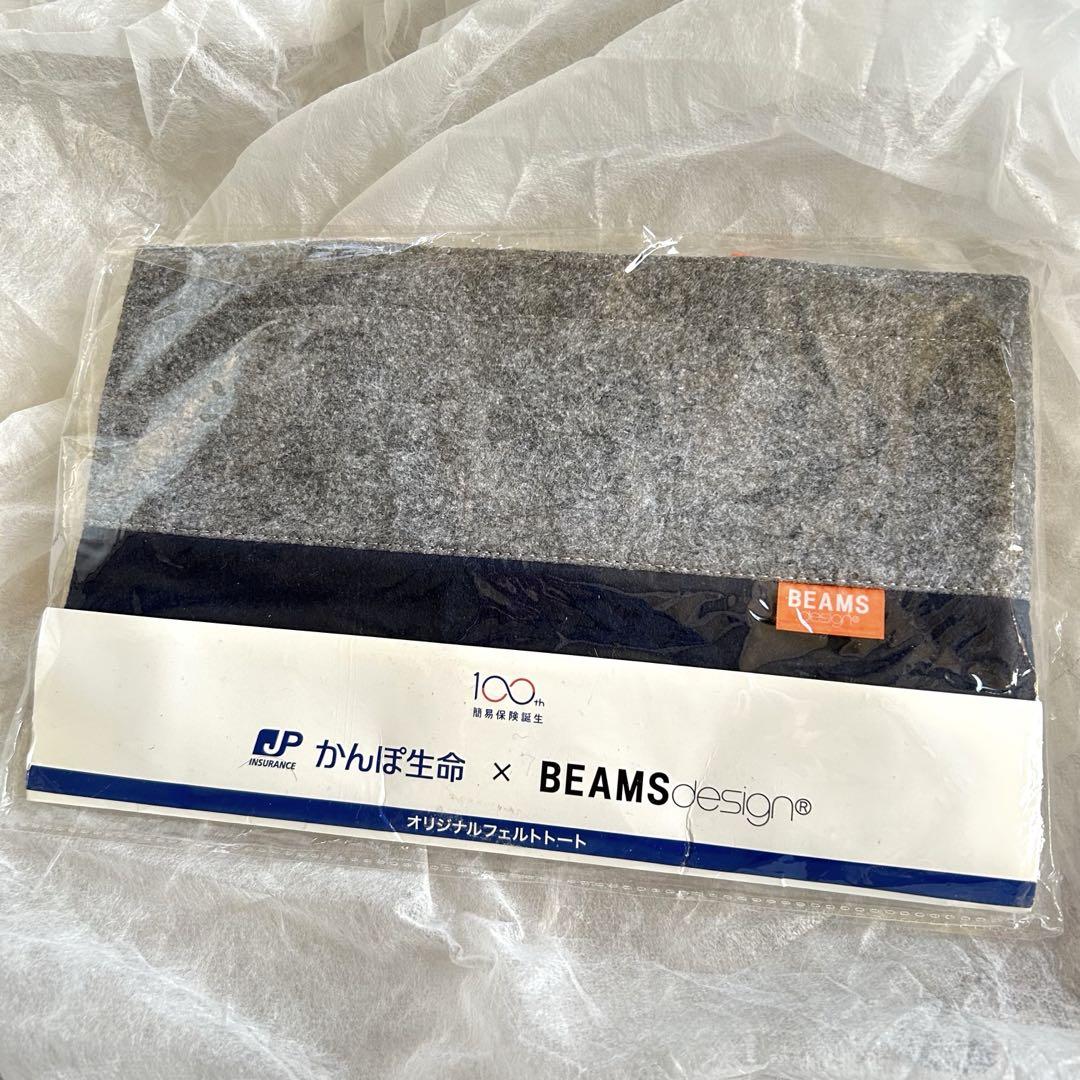 BEAMS
design®
100th
簡易保険誕生
JP
INSURANCE
かんぽ生命 × BEAMSdesign®
オリジナルフェルトトート